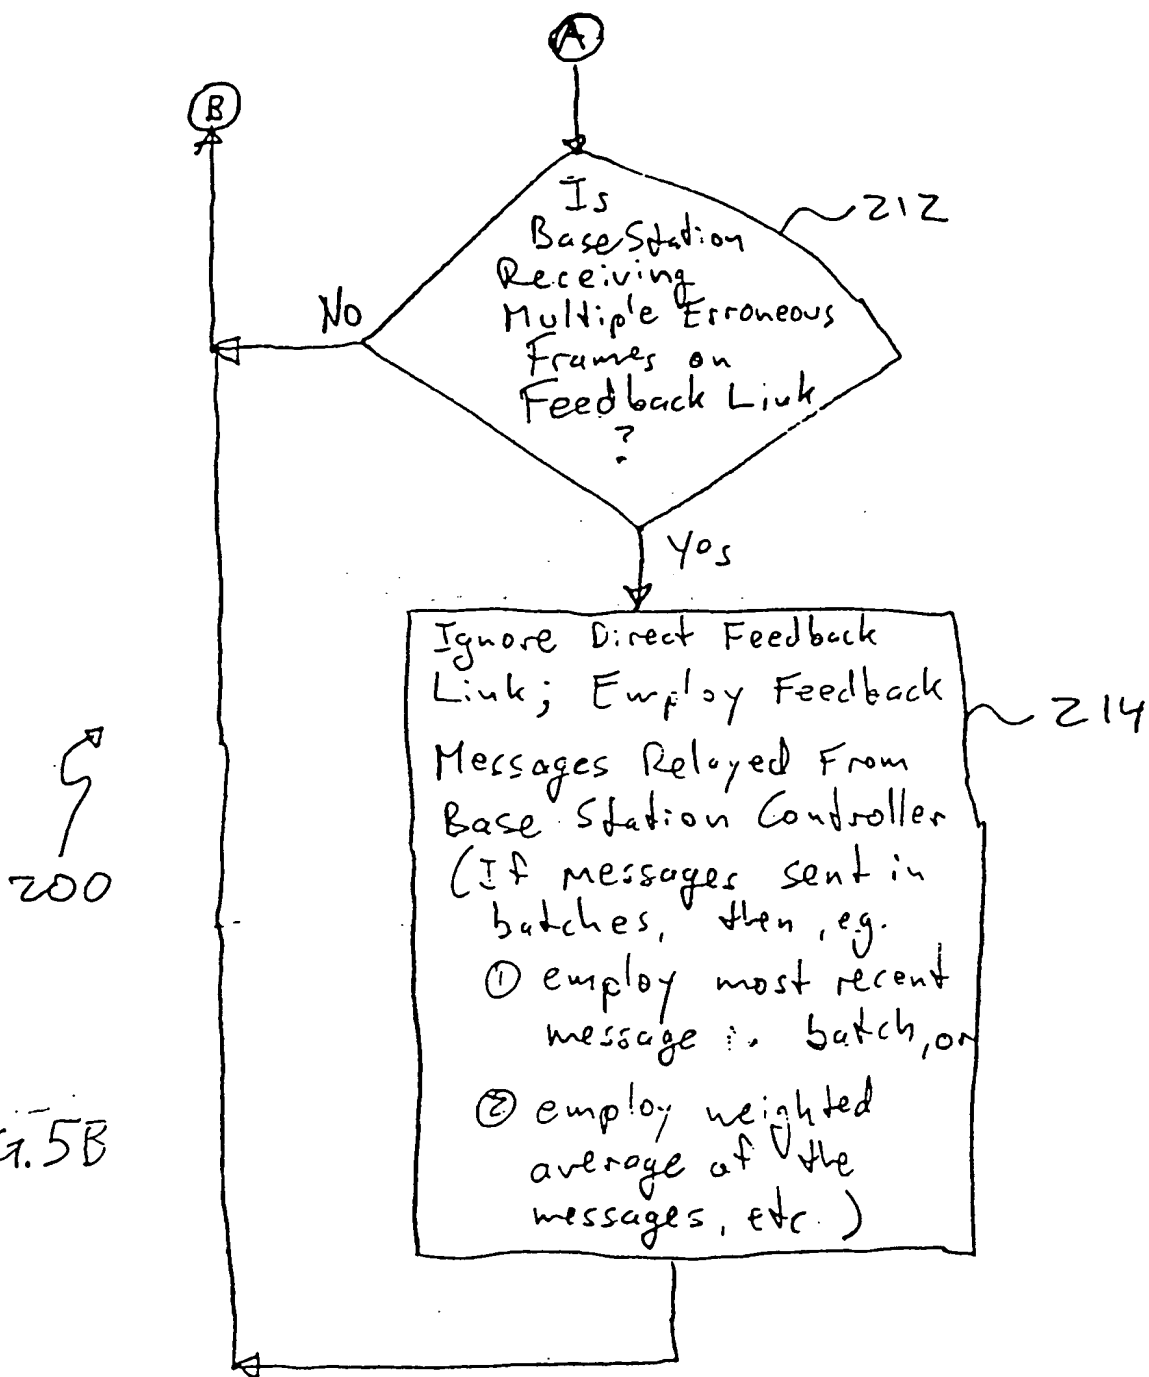 A
B
Is
Base Station
Receiving
Multiple Erroneous
Frames on
Feedback Link
?
212
No
Yes
Ignore Direct Feedback
Link; Employ Feedback
Messages Relayed From
Base Station Controller
(If messages sent in
batches, then, e.g.
① employ most recent
message in batch, or
② employ weighted
average of the
messages, etc.)
214
200
G.5B